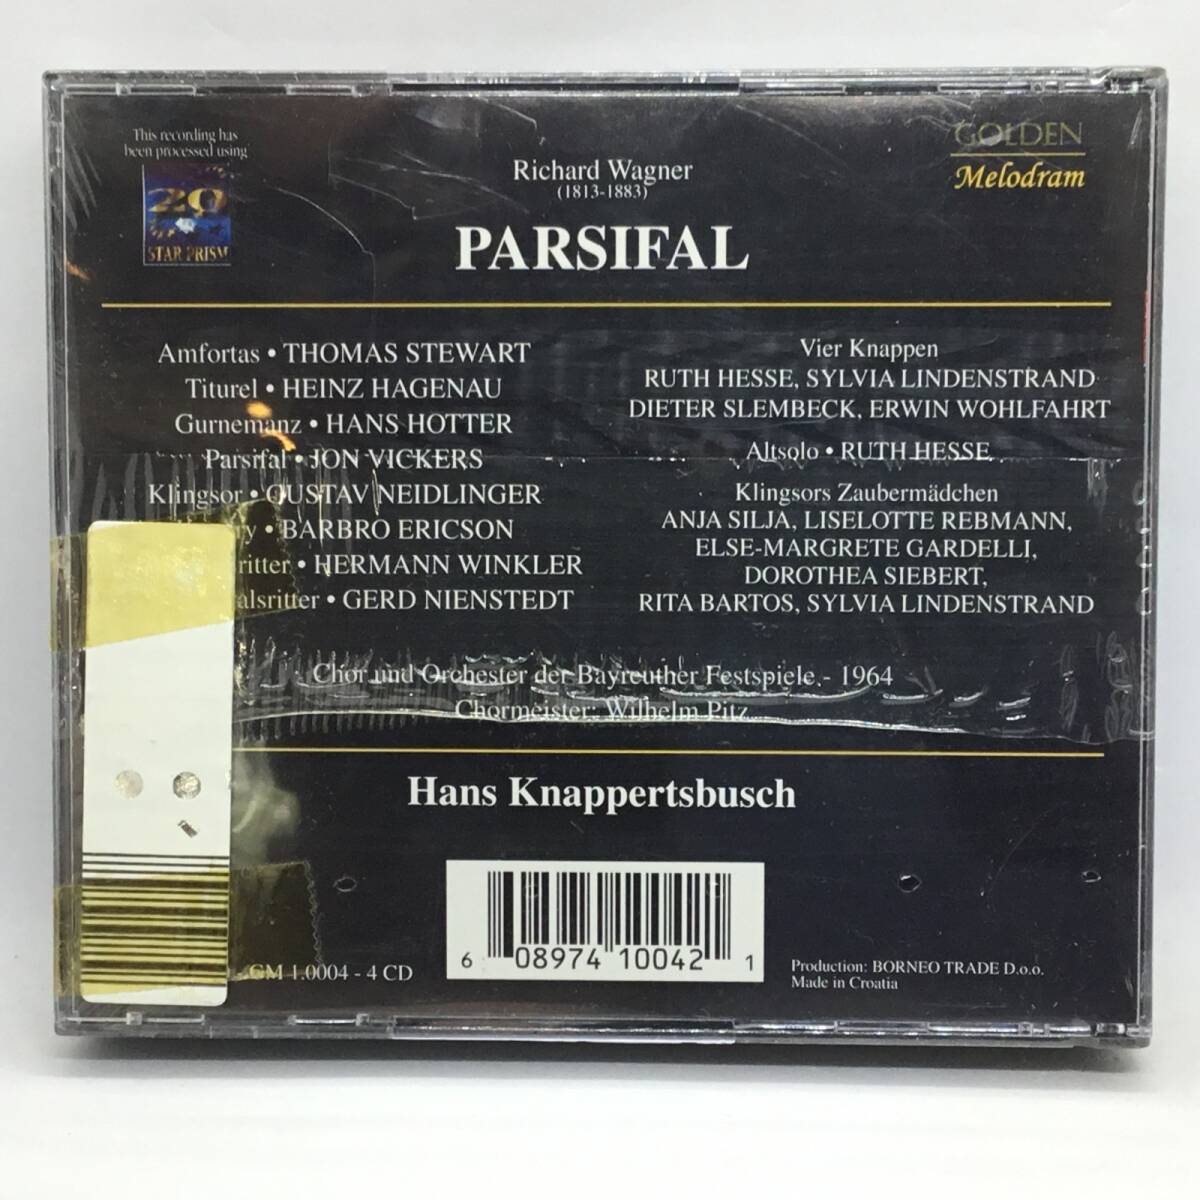 This recording has
been processed using
20
STAR PRISM
Richard Wagner
(1813-1883)
GOLDEN
Melodram
PARSIFAL
Amfortas • THOMAS STEWART
Titurel • HEINZ HAGENAU
Gurnemanz • HANS HOTTER
Parsifal • JON VICKERS
Klingsor • GUSTAV NEIDLINGER
BARBRO ERICSON
ritter • HERMANN WINKLER
alsritter • GERD NIENSTEDT
Vier Knappen
RUTH HESSE, SYLVIA LINDENSTRAND
DIETER SLEMBECK, ERWIN WOHLFAHRT
Altsolo • RUTH HESSE
Klingsors Zaubermädchen
ANJA SILJA, LISELOTTE REBMANN,
ELSE-MARGRETE GARDELLI,
DOROTHEA SIEBERT,
RITA BARTOS, SYLVIA LINDENSTRAND
Chor und Orchester der Bayreuther Festspiele - 1964
Chormeister: Wilhelm Pitz
Hans Knappertsbusch
GM 1.0004 - 4 CD
6 08974 10042 1
Production: BORNEO TRADE D.o.o.
Made in Croatia